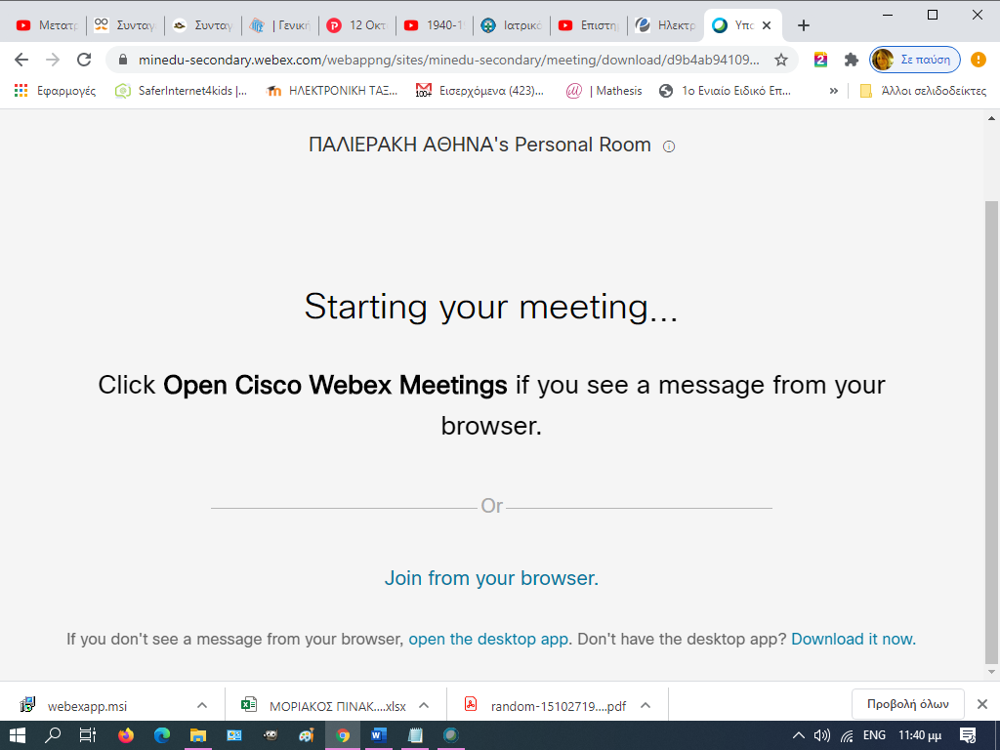 Μετατρ
Συνταγ
Συνταγ
| Γενική
12 Οκτ
1940-1
Ιατρικό
Επιστη
Ηλεκτρ
Υπο
minedu-secondary.webex.com/webappng/sites/minedu-secondary/meeting/download/d9b4ab94109...
Σε παύση
Εφαρμογές
SaferInternet4kids |...
ΗΛΕΚΤΡΟΝΙΚΗ ΤΑΞ...
Εισερχόμενα (423)...
| Mathesis
1ο Ενιαίο Ειδικό Επ...
»
Άλλοι σελιδοδείκτες
ΠΑΛΙΕΡΑΚΗ ΑΘΗΝΑ's Personal Room
Starting your meeting...
Click Open Cisco Webex Meetings if you see a message from your
browser.
Or
Join from your browser.
If you don't see a message from your browser, open the desktop app. Don't have the desktop app? Download it now.
webexapp.msi
ΜΟΡΙΑΚΟΣ ΠΙΝΑΚ....xlsx
random-15102719....pdf
Προβολή όλων
ENG
11:40 μμ